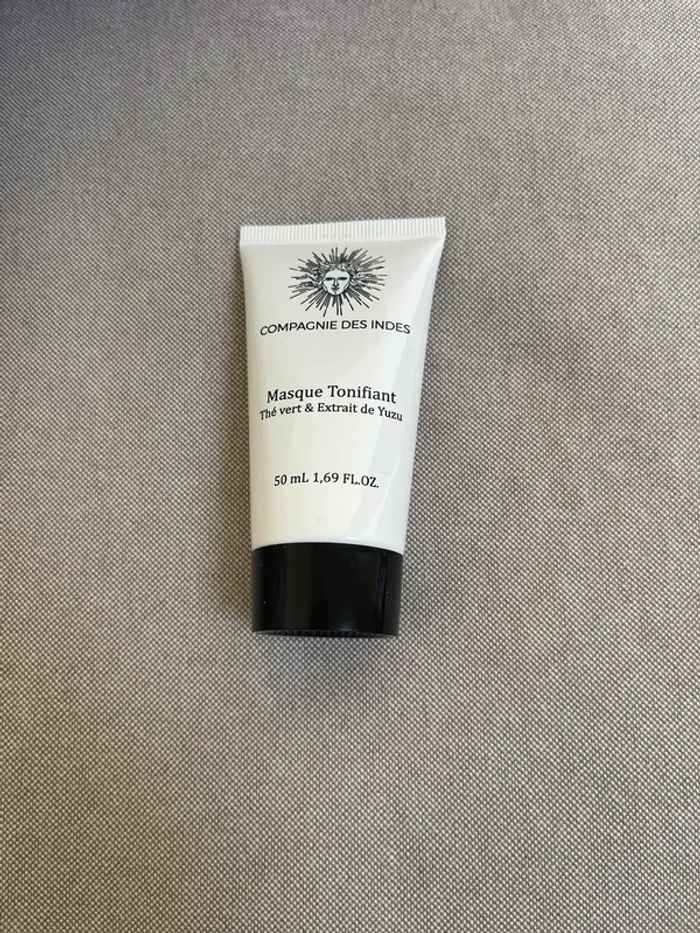 COMPAGNIE DES INDES
Masque Tonifiant
Thé vert & Extrait de Yuzu
50 mL 1,69 FL.OZ.